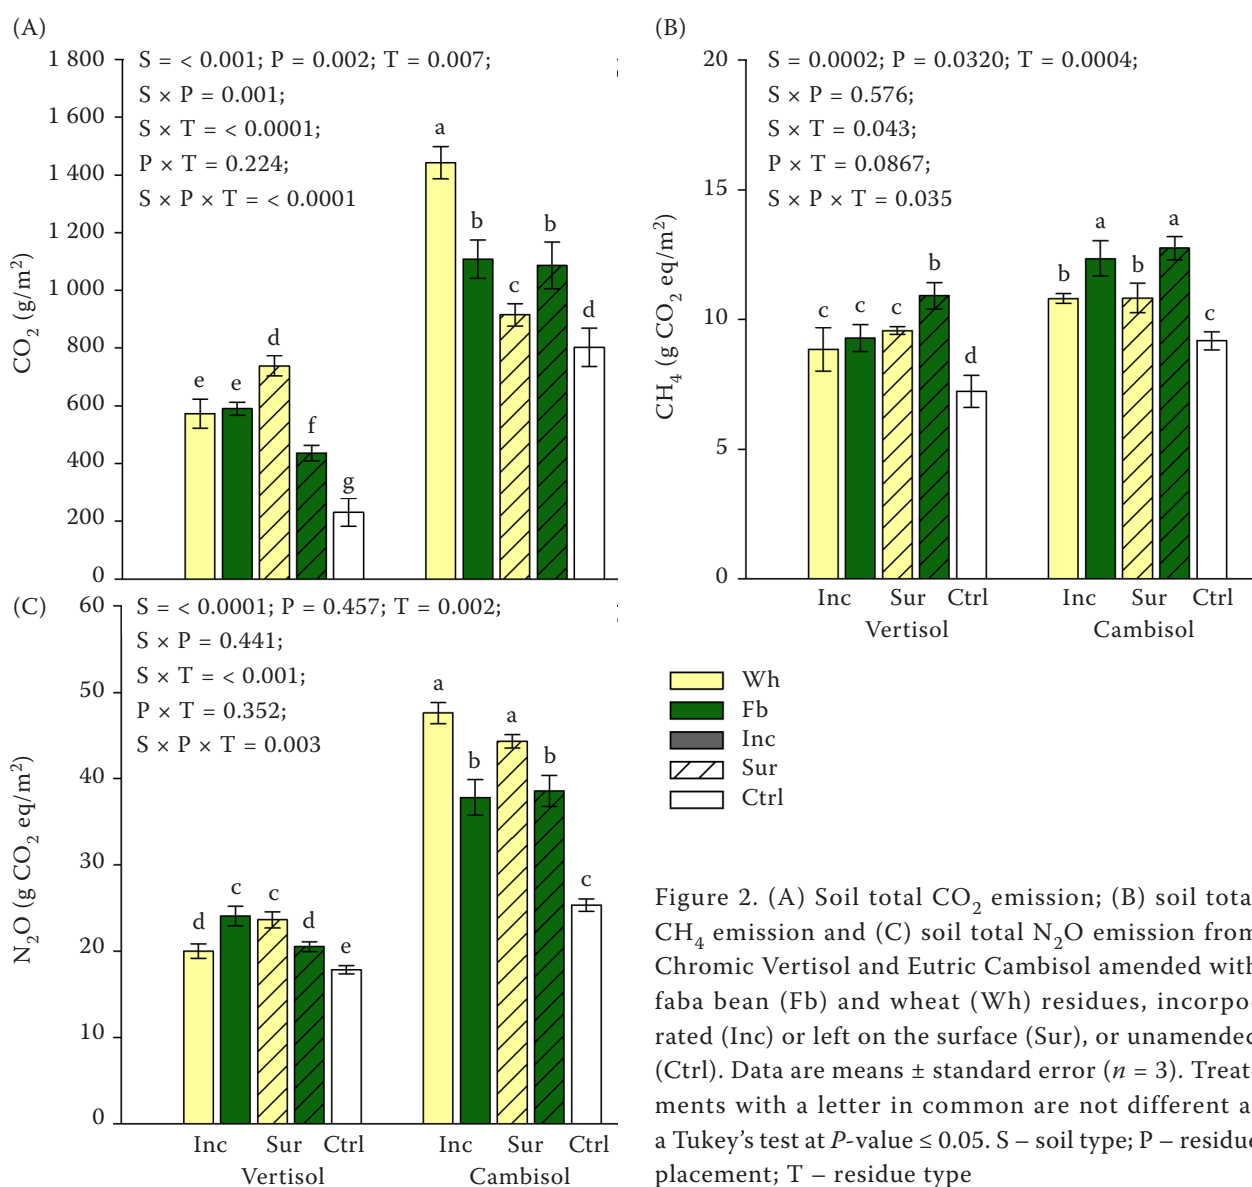 (A)
S = < 0.001; P = 0.002; T = 0.007;
S × P = 0.001;
S × T = < 0.0001;
P × T = 0.224;
S × P × T = < 0.0001
1 800
1 600
1 400
1 200
1 000
800
600
400
200
0
CO2 (g/m2)
e e d f g
a b c b d
(B)
S = 0.0002; P = 0.0320; T = 0.0004;
S × P = 0.576;
S × T = 0.043;
P × T = 0.0867;
S × P × T = 0.035
20
15
10
5
0
CH4 (g CO2 eq/m2)
c c c b d
b a b a c
Inc Sur Ctrl Inc Sur Ctrl
Vertisol Cambisol
(C)
S = < 0.0001; P = 0.457; T = 0.002;
S × P = 0.441;
S × T = < 0.001;
P × T = 0.352;
S × P × T = 0.003
60
50
40
30
20
10
0
N2O (g CO2 eq/m2)
d c c d e
a b a b c
Inc Sur Ctrl Inc Sur Ctrl
Vertisol Cambisol
Wh
Fb
Inc
Sur
Ctrl
Figure 2. (A) Soil total CO2 emission; (B) soil total
CH4 emission and (C) soil total N2O emission from
Chromic Vertisol and Eutric Cambisol amended with
faba bean (Fb) and wheat (Wh) residues, incorpo-
rated (Inc) or left on the surface (Sur), or unamended
(Ctrl). Data are means ± standard error (n = 3). Treat-
ments with a letter in common are not different a
a Tukey's test at P-value ≤ 0.05. S – soil type; P – residue
placement; T – residue type